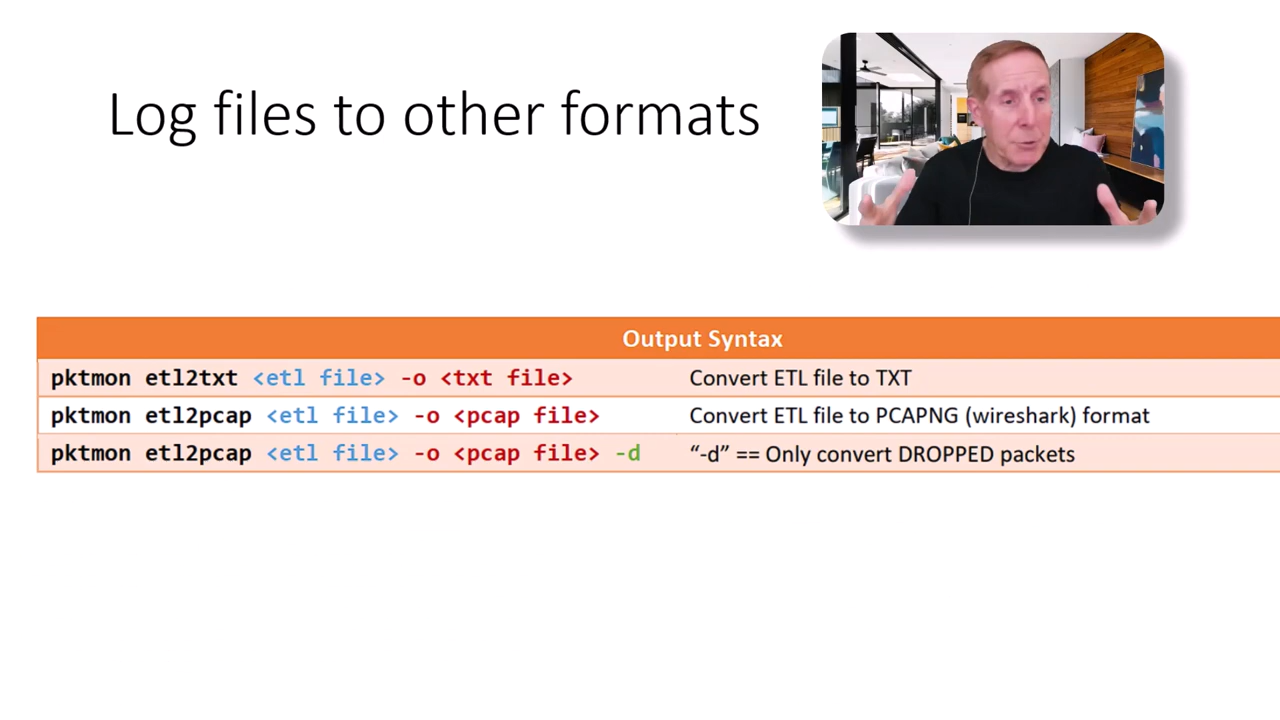 Log files to other formats
Output Syntax
pktmon etl2txt <etl file> -o <txt file> Convert ETL file to TXT
pktmon etl2pcap <etl file> -o <pcap file> Convert ETL file to PCAPNG (wireshark) format
pktmon etl2pcap <etl file> -o <pcap file> -d “-d” == Only convert DROPPED packets